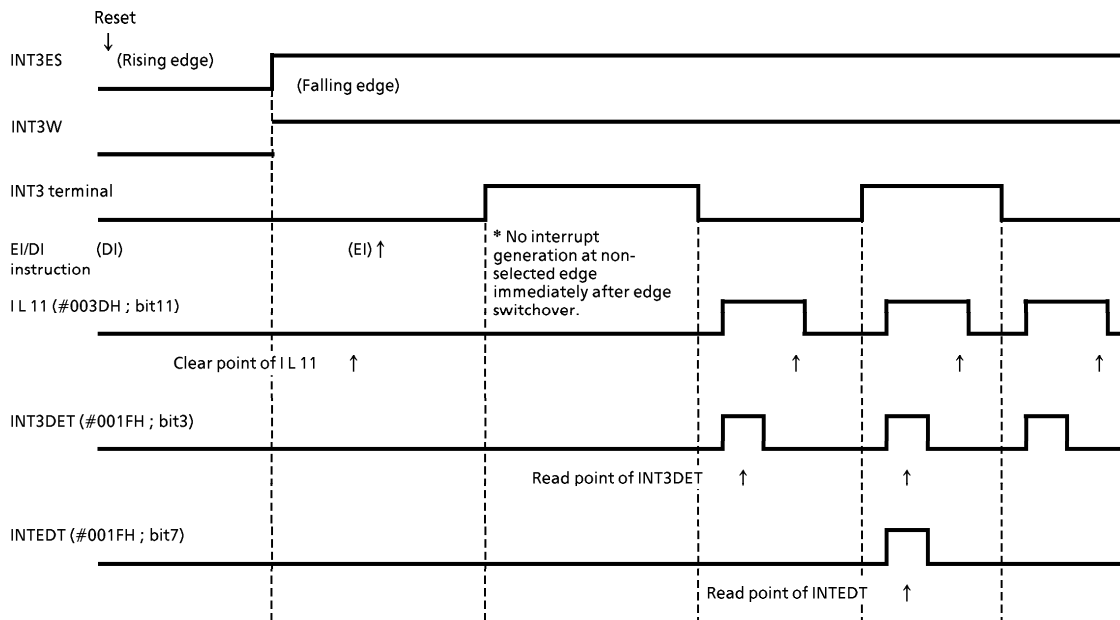 Reset
↓
INT3ES
(Rising edge)
(Falling edge)
INT3W
INT3 terminal
EI/DI
instruction
(DI)
(EI) ↑
* No interrupt
generation at non-
selected edge
immediately after edge
switchover.
I L 11 (#003DH ; bit11)
Clear point of I L 11 ↑ ↑ ↑ ↑
INT3DET (#001FH ; bit3)
Read point of INT3DET ↑ ↑
INTEDT (#001FH ; bit7)
Read point of INTEDT ↑